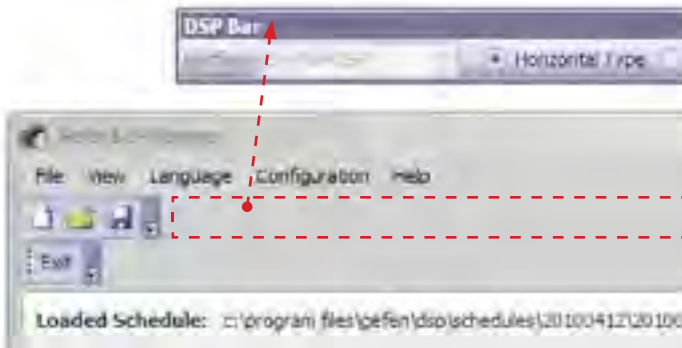 DSP Bar
Horizontal Type
File View Language Configuration Help
Exit
Loaded Schedule: c:\program files\gefen\dsp\schedules\20100412\20100